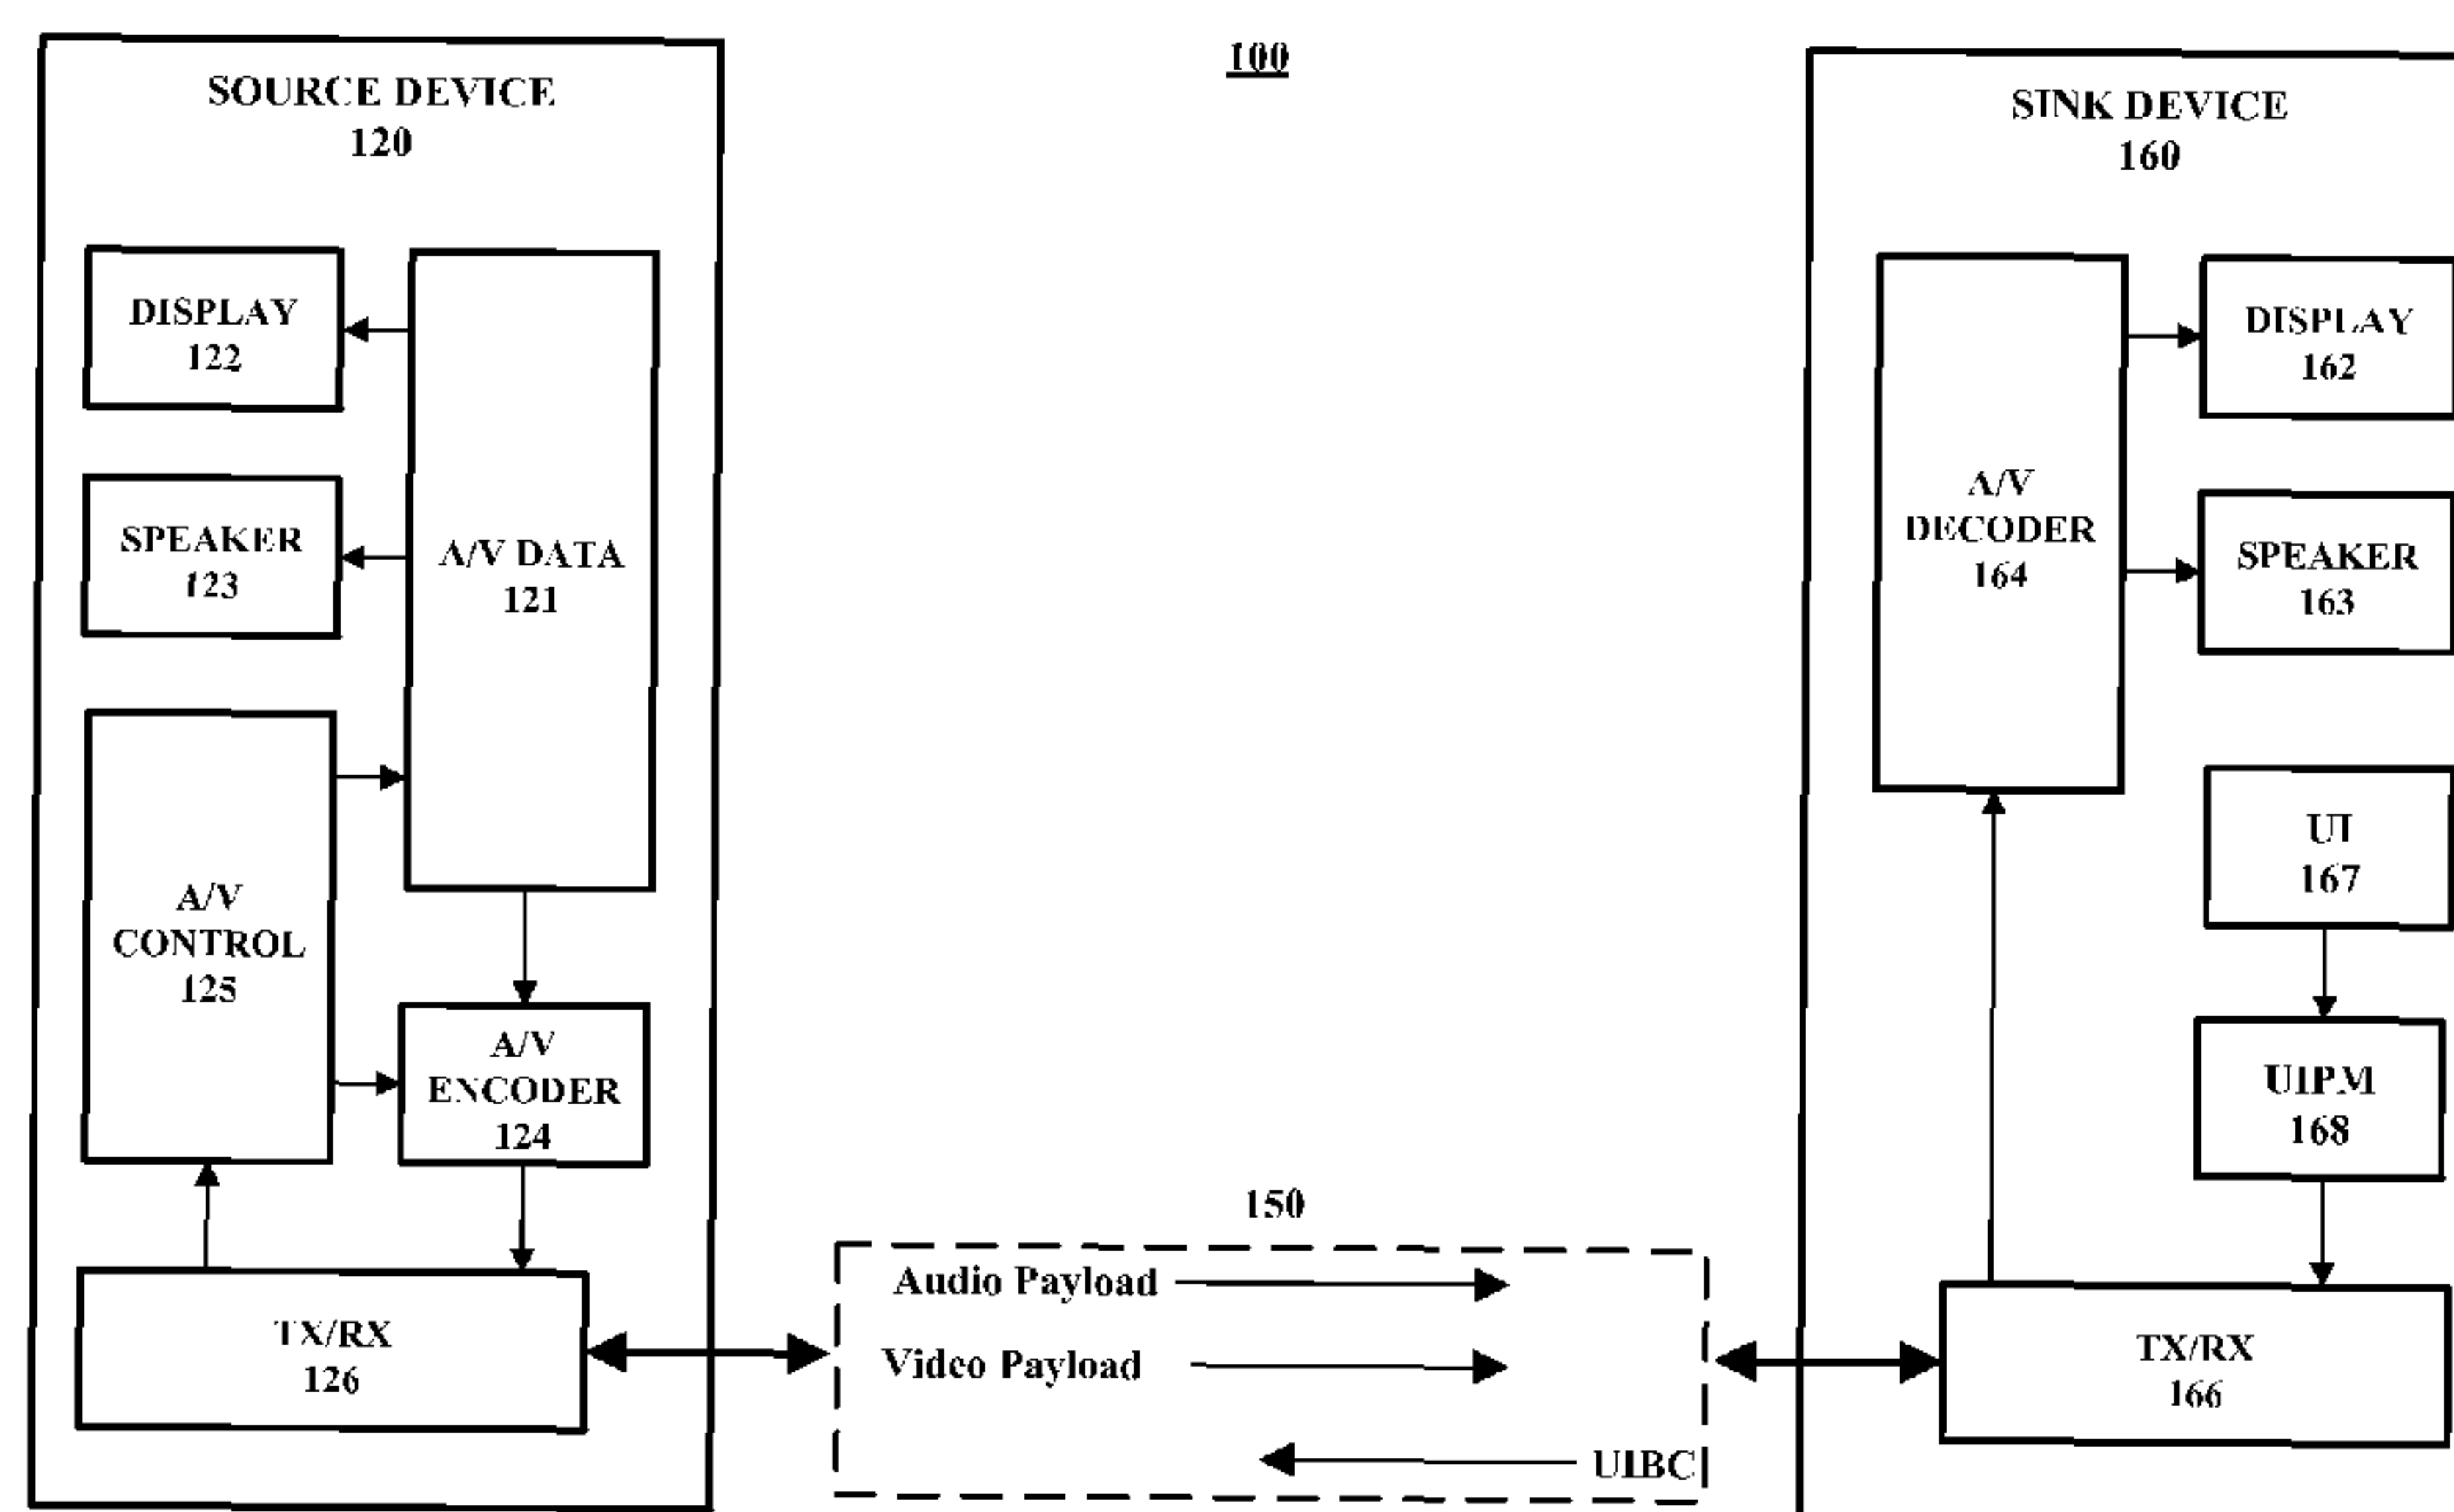 100
SOURCE DEVICE
120
DISPLAY
122
SPEAKER
123
A/V DATA
121
A/V
CONTROL
125
A/V
ENCODER
124
TX/RX
126
150
Audio Payload
Video Payload
UIBC
SINK DEVICE
160
A/V
DECODER
164
DISPLAY
162
SPEAKER
163
UI
167
UIPM
168
TX/RX
166